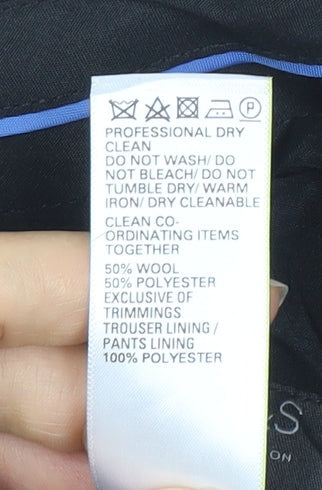 P
PROFESSIONAL DRY
CLEAN
DO NOT WASH/ DO
NOT BLEACH/ DO NOT
TUMBLE DRY/ WARM
IRON/ DRY CLEANABLE
CLEAN CO-
ORDINATING ITEMS
TOGETHER
50% WOOL
50% POLYESTER
EXCLUSIVE OF
TRIMMINGS
TROUSER LINING /
PANTS LINING
100% POLYESTER
&S
ON